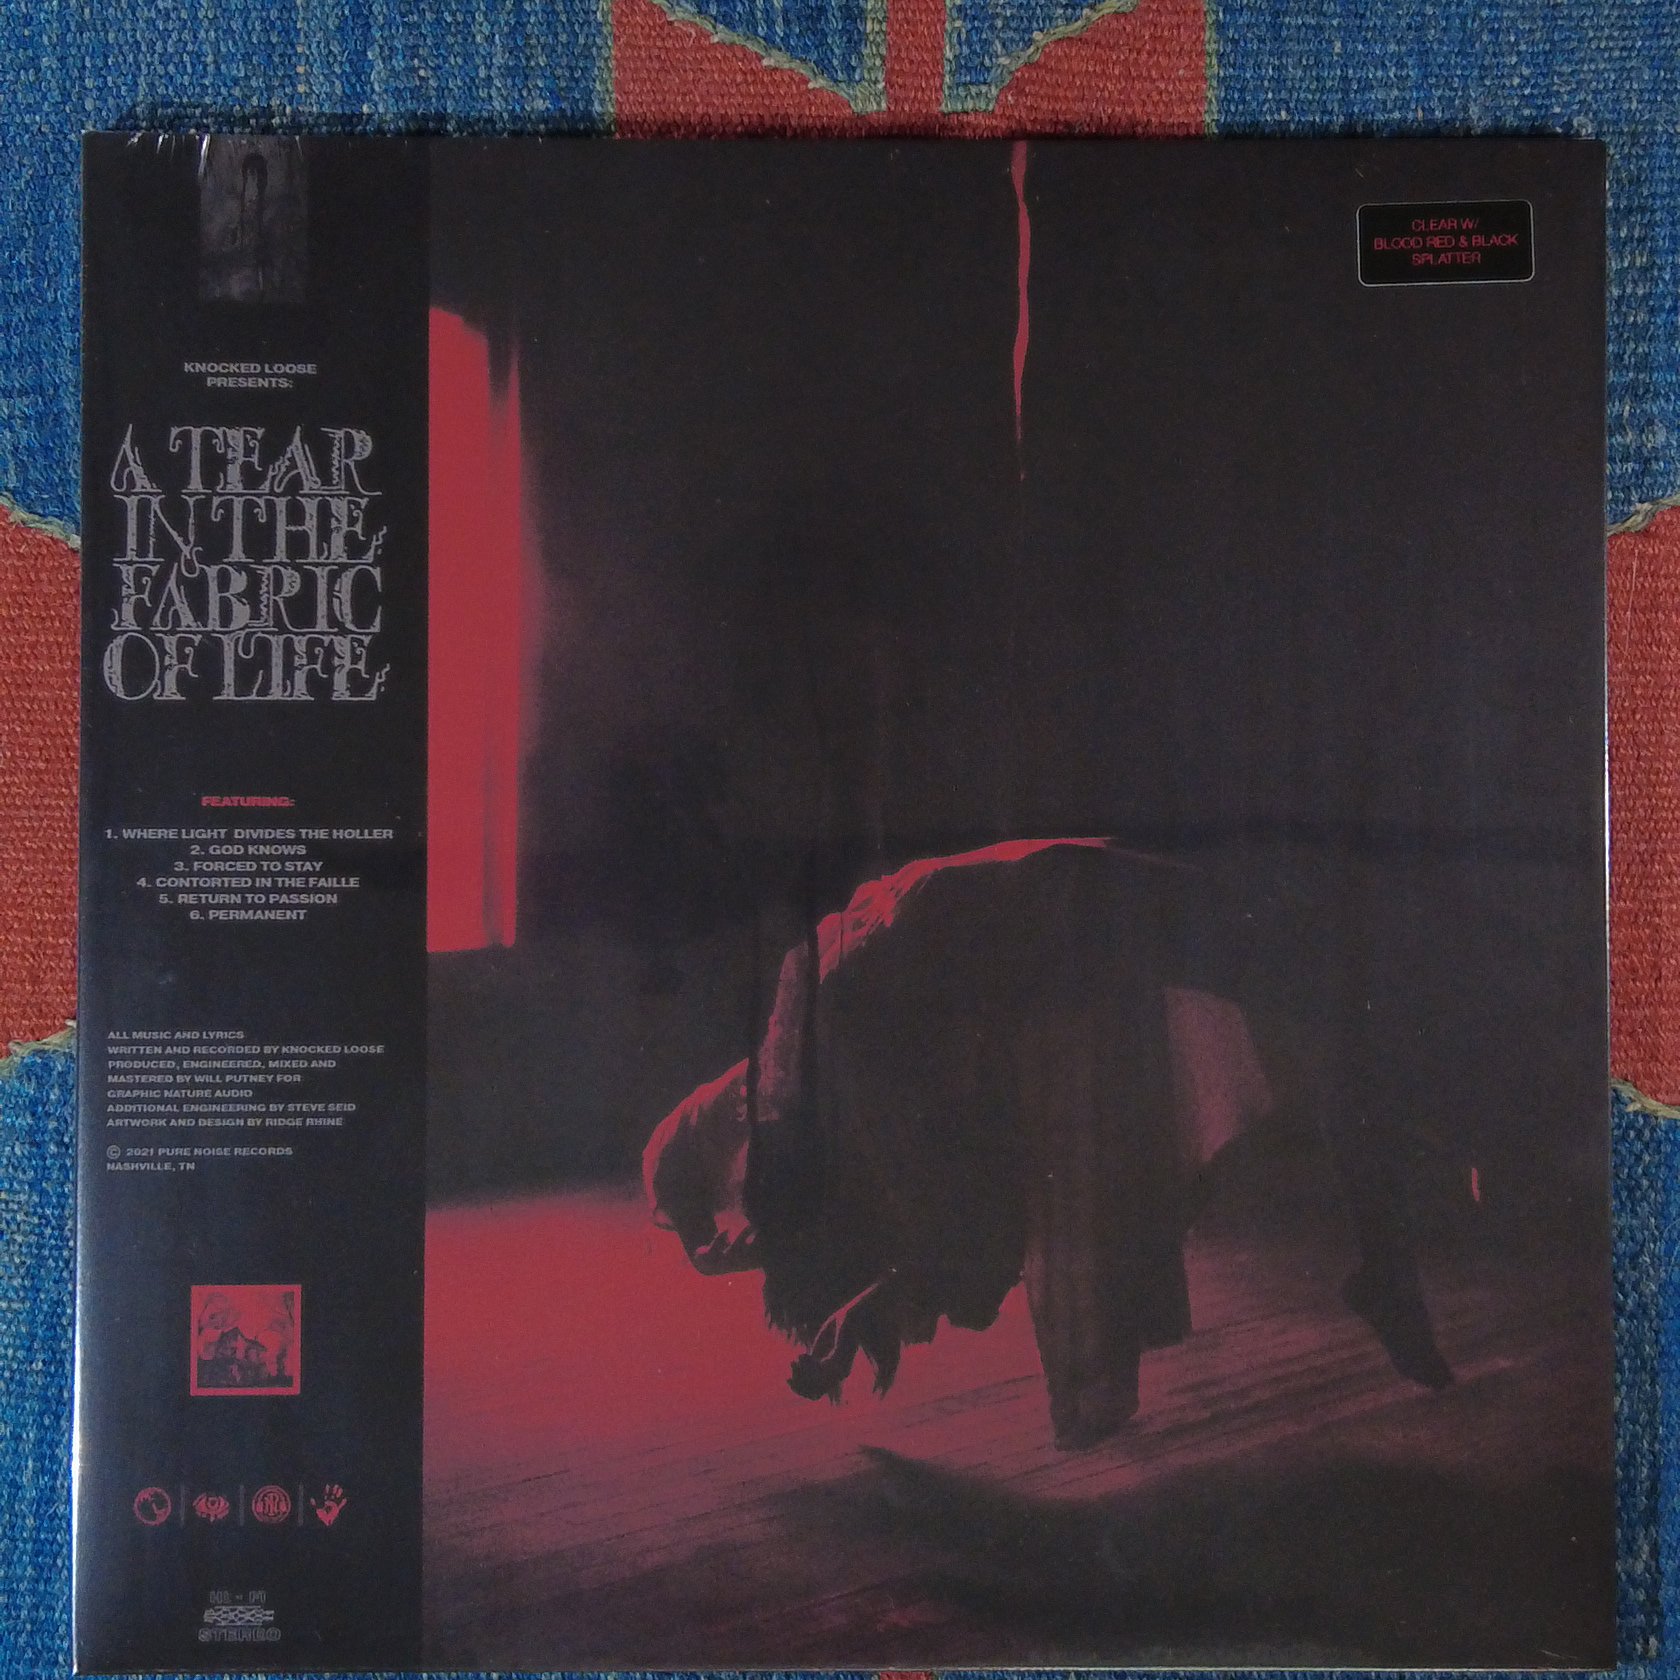 KNOCKED LOOSE
PRESENTS:
A TEAR
IN THE
FABRIC
OF LIFE.
FEATURING:
1. WHERE LIGHT DIVIDES THE HOLLER
2. GOD KNOWS
3. FORCED TO STAY
4. CONTORTED IN THE FAILLE
5. RETURN TO PASSION
6. PERMANENT
ALL MUSIC AND LYRICS
WRITTEN AND RECORDED BY KNOCKED LOOSE
PRODUCED, ENGINEERED, MIXED AND
MASTERED BY WILL PUTNEY FOR
GRAPHIC NATURE AUDIO
ADDITIONAL ENGINEERING BY STEVE SEID
ARTWORK AND DESIGN BY RIDGE RHINE
© 2021 PURE NOISE RECORDS
NASHVILLE, TN
HI - FI
STEREO
CLEAR W/
BLOOD RED & BLACK
SPLATTER